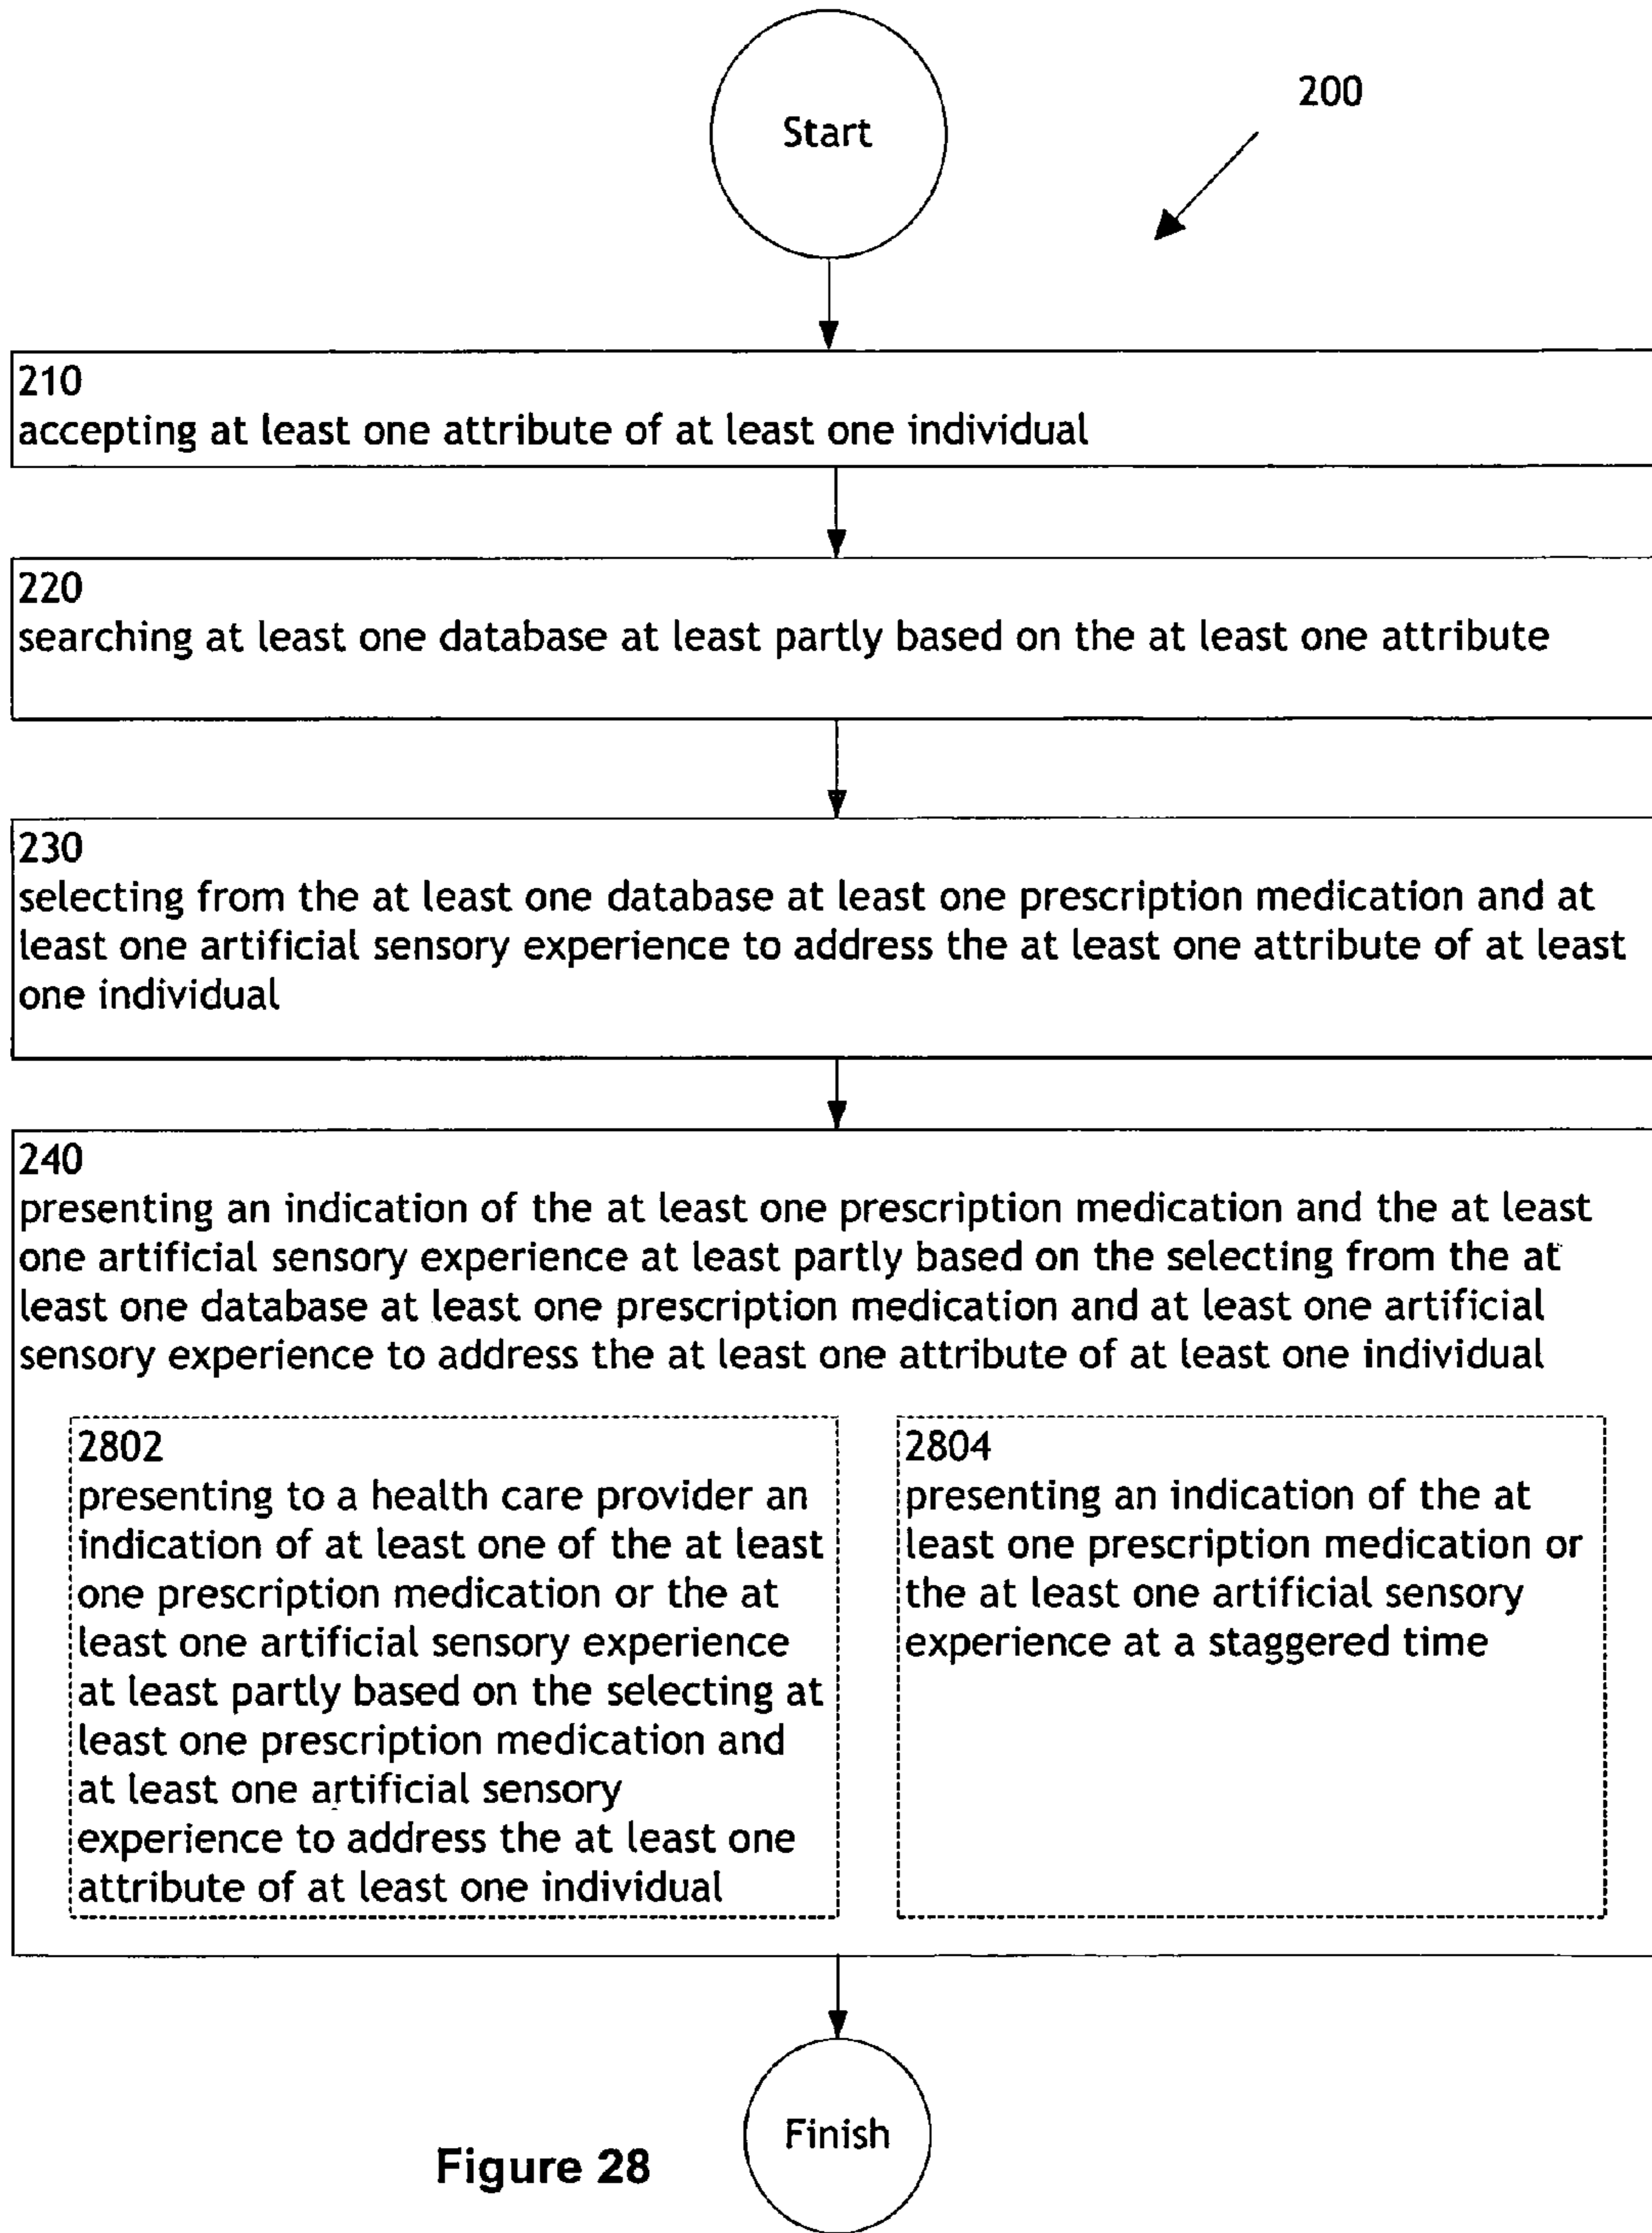 Start
200
210
accepting at least one attribute of at least one individual
220
searching at least one database at least partly based on the at least one attribute
230
selecting from the at least one database at least one prescription medication and at
least one artificial sensory experience to address the at least one attribute of at least
one individual
240
presenting an indication of the at least one prescription medication and the at least
one artificial sensory experience at least partly based on the selecting from the at
least one database at least one prescription medication and at least one artificial
sensory experience to address the at least one attribute of at least one individual
2802
presenting to a health care provider an
indication of at least one of the at least
one prescription medication or the at
least one artificial sensory experience
at least partly based on the selecting at
least one prescription medication and
at least one artificial sensory
experience to address the at least one
attribute of at least one individual
2804
presenting an indication of the at
least one prescription medication or
the at least one artificial sensory
experience at a staggered time
Finish
Figure 28